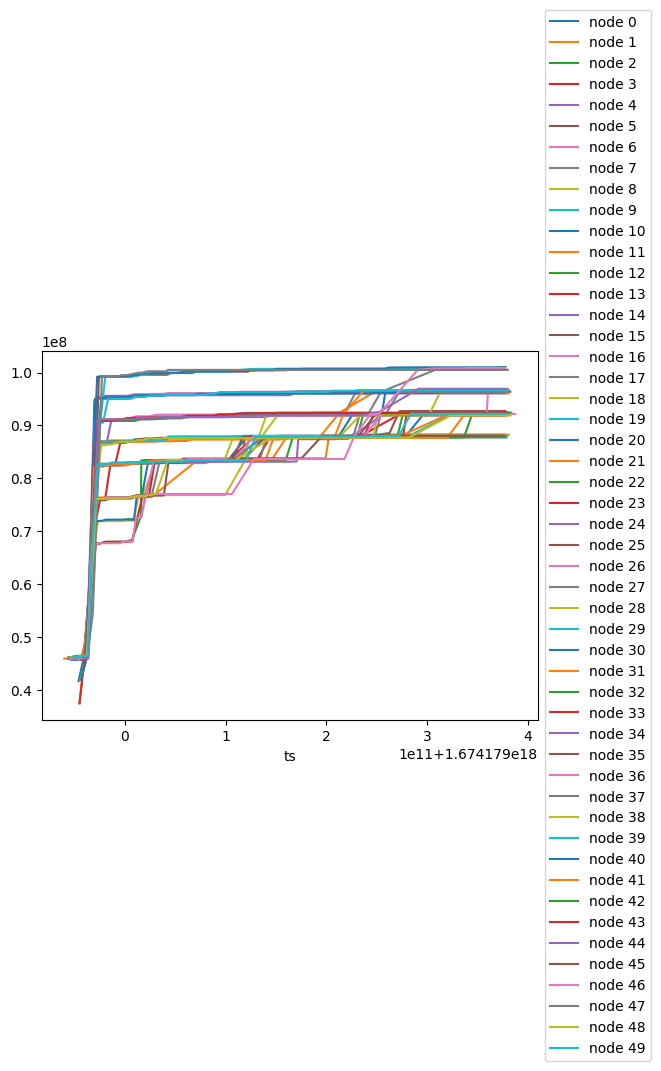 1e8
1.0
0.9
0.8
0.7
0.6
0.5
0.4
0
1
2
3
4
1e11+1.674179e18
ts
node 0
node 1
node 2
node 3
node 4
node 5
node 6
node 7
node 8
node 9
node 10
node 11
node 12
node 13
node 14
node 15
node 16
node 17
node 18
node 19
node 20
node 21
node 22
node 23
node 24
node 25
node 26
node 27
node 28
node 29
node 30
node 31
node 32
node 33
node 34
node 35
node 36
node 37
node 38
node 39
node 40
node 41
node 42
node 43
node 44
node 45
node 46
node 47
node 48
node 49